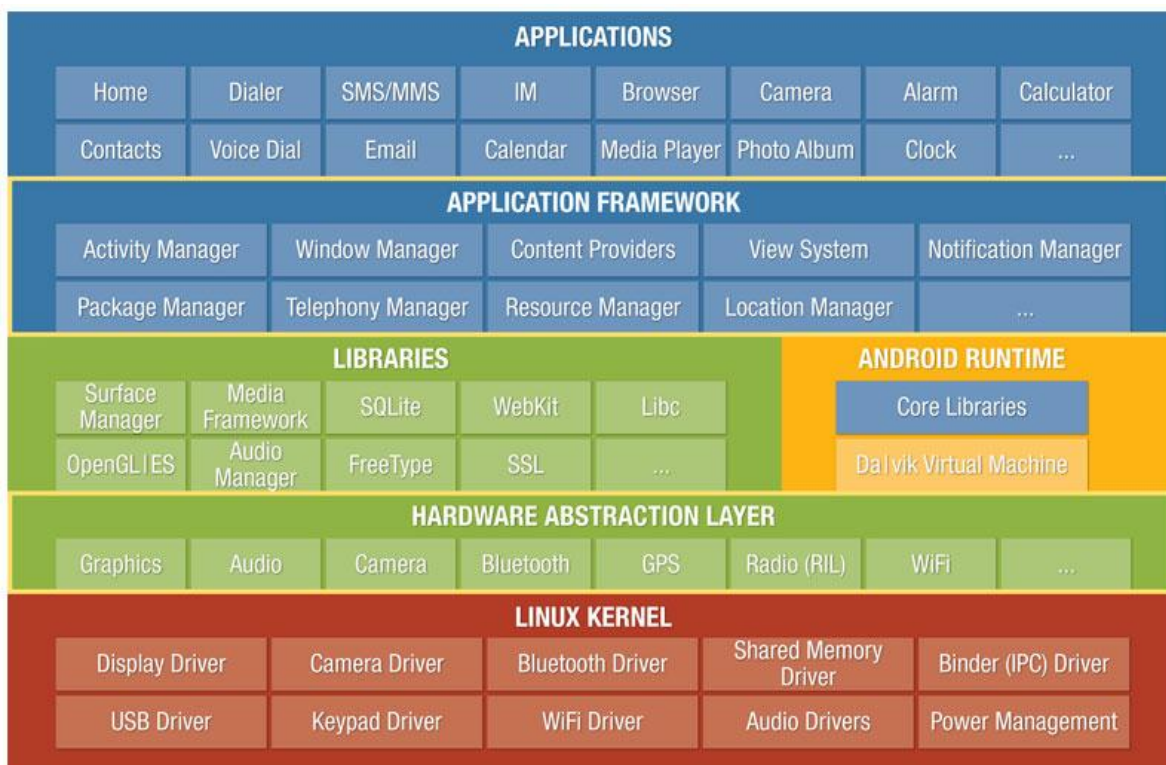 APPLICATIONS
Home Dialer SMS/MMS IM Browser Camera Alarm Calculator
Contacts Voice Dial Email Calendar Media Player Photo Album Clock ...
APPLICATION FRAMEWORK
Activity Manager Window Manager Content Providers View System Notification Manager
Package Manager Telephony Manager Resource Manager Location Manager ...
LIBRARIES
Surface Manager Media Framework SQLite WebKit Libc
OpenGL|ES Audio Manager FreeType SSL ...
ANDROID RUNTIME
Core Libraries
Da|vik Virtual Machine
HARDWARE ABSTRACTION LAYER
Graphics Audio Camera Bluetooth GPS Radio (RIL) WiFi ...
LINUX KERNEL
Display Driver Camera Driver Bluetooth Driver Shared Memory Driver Binder (IPC) Driver
USB Driver Keypad Driver WiFi Driver Audio Drivers Power Management